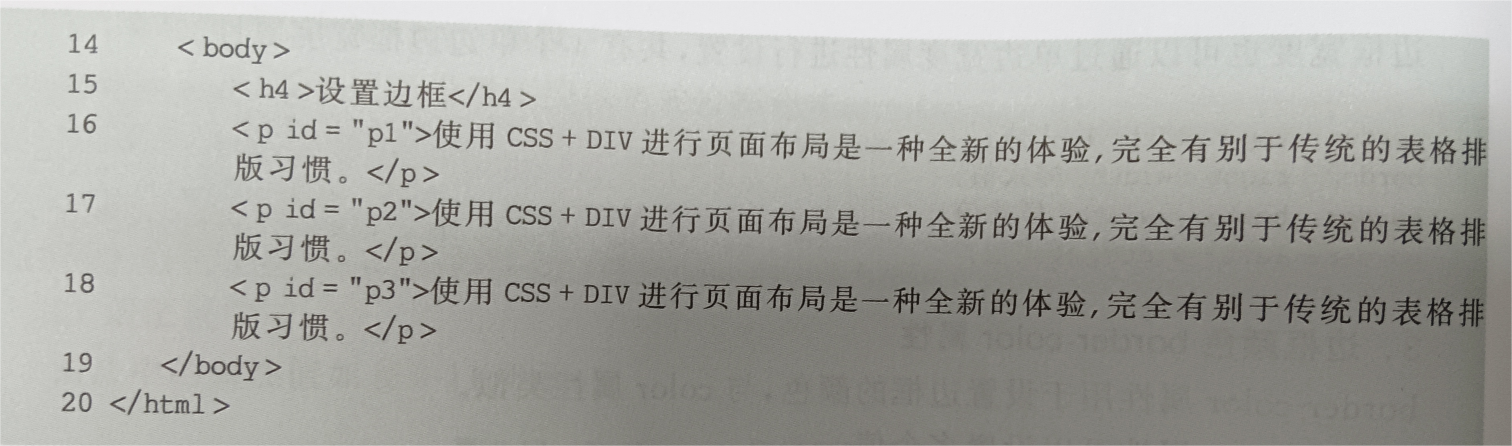 14 <body>
15 <h4>设置边框</h4>
16 <p id = "p1">使用 CSS + DIV 进行页面布局是一种全新的体验,完全有别于传统的表格排
版习惯。</p>
17 <p id = "p2">使用 CSS + DIV 进行页面布局是一种全新的体验,完全有别于传统的表格排
版习惯。</p>
18 <p id = "p3">使用 CSS + DIV 进行页面布局是一种全新的体验,完全有别于传统的表格排
版习惯。</p>
19 </body>
20 </html>